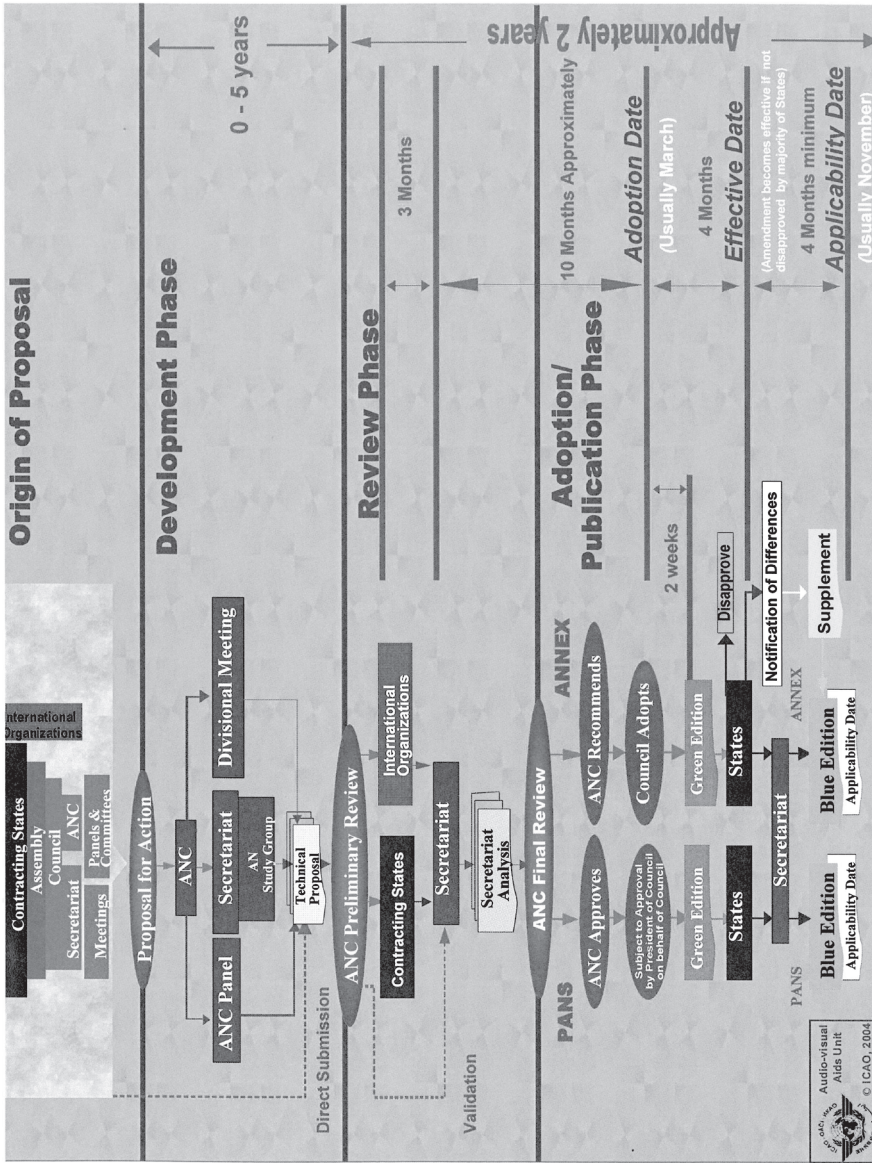 Origin of Proposal
International
Organizations
Contracting States
Assembly
Council
Secretariat
ANC
Meetings
Panels &
Committees
Proposal for Action
Development Phase
0 - 5 years
ANC
ANC Panel
Secretariat
AN
Study Group
Divisional Meeting
Technical
Proposal
Direct Submission
ANC Preliminary Review
Review Phase
Approximately 2 years
Contracting States
International
Organizations
3 Months
Secretariat
Validation
Secretariat
Analysis
10 Months Approximately
ANC Final Review
PANS
ANNEX
Adoption/
Publication Phase
ANC Approves
ANC Recommends
Subject to Approval
by President of Council
on behalf of Council
Council Adopts
Adoption Date
(Usually March)
2 weeks
Green Edition
Green Edition
4 Months
States
States
Disapprove
Effective Date
(Amendment becomes effective if not
disapproved by majority of States)
Secretariat
Notification of Differences
4 Months minimum
PANS
ANNEX
Supplement
Applicability Date
Blue Edition
Applicability Date
Blue Edition
Applicability Date
(Usually November)
Audio-visual
Aids Unit
© ICAO, 2004